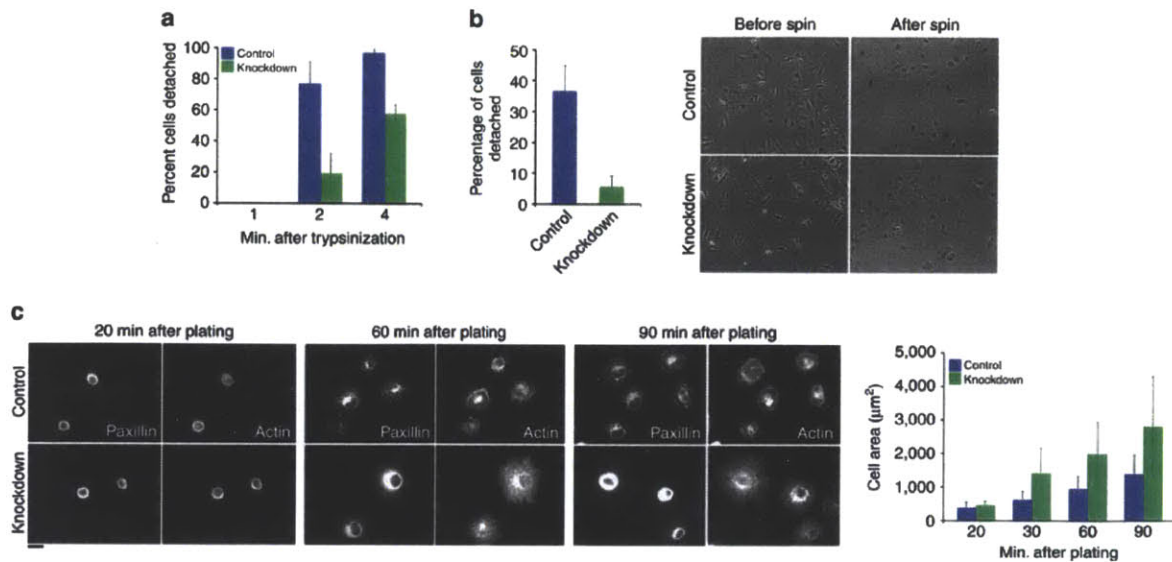 a
Percent cells detached
100
80
60
40
20
0
Control
Knockdown
1 2 4
Min. after trypsinization
b
Percentage of cells
detached
50
40
30
20
10
0
Control
Knockdown
Before spin After spin
Control
Knockdown
c
20 min after plating 60 min after plating 90 min after plating
Control
Paxillin Actin Paxillin Actin Paxillin Actin
Knockdown
Cell area (μm²)
5,000
4,000
3,000
2,000
1,000
0
Control
Knockdown
20 30 60 90
Min. after plating